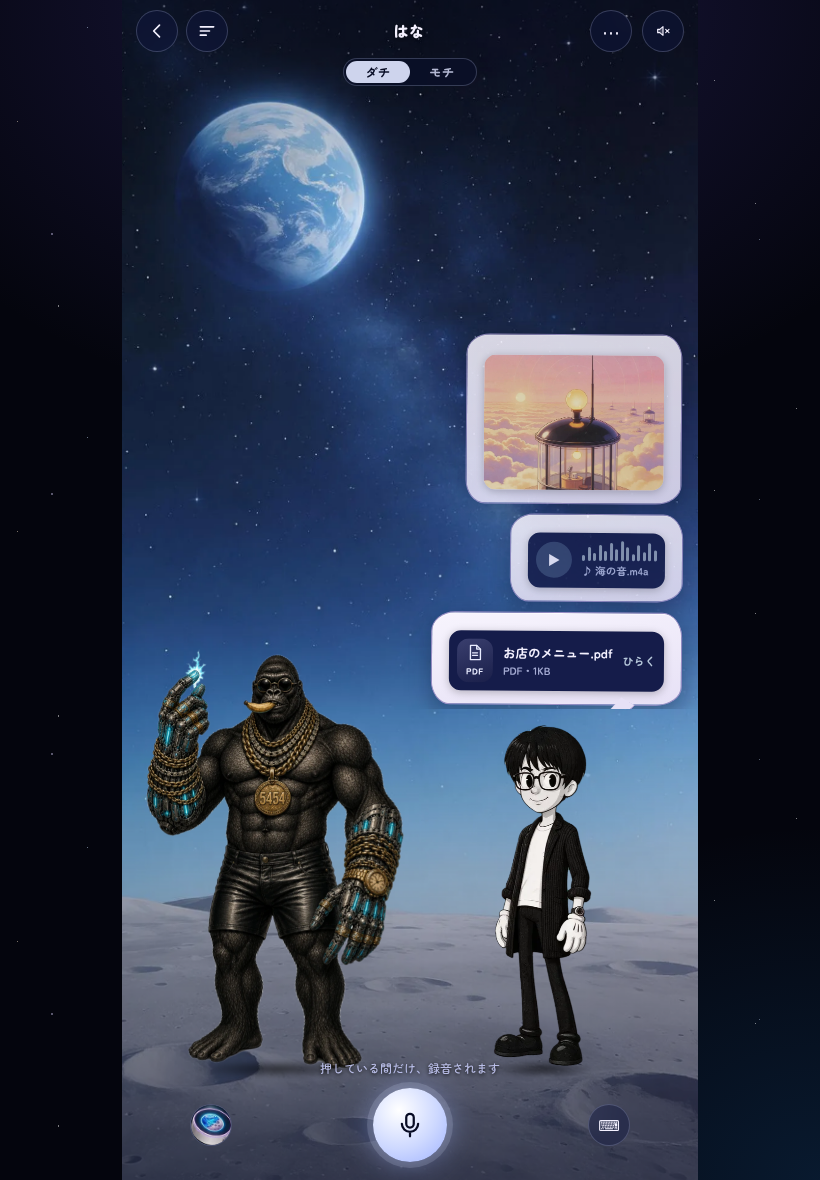 はな
ダチ
モチ
♪ 海の音.m4a
お店のメニュー.pdf
PDF
PDF・1KB
ひらく
5454
押している間だけ、録音されます